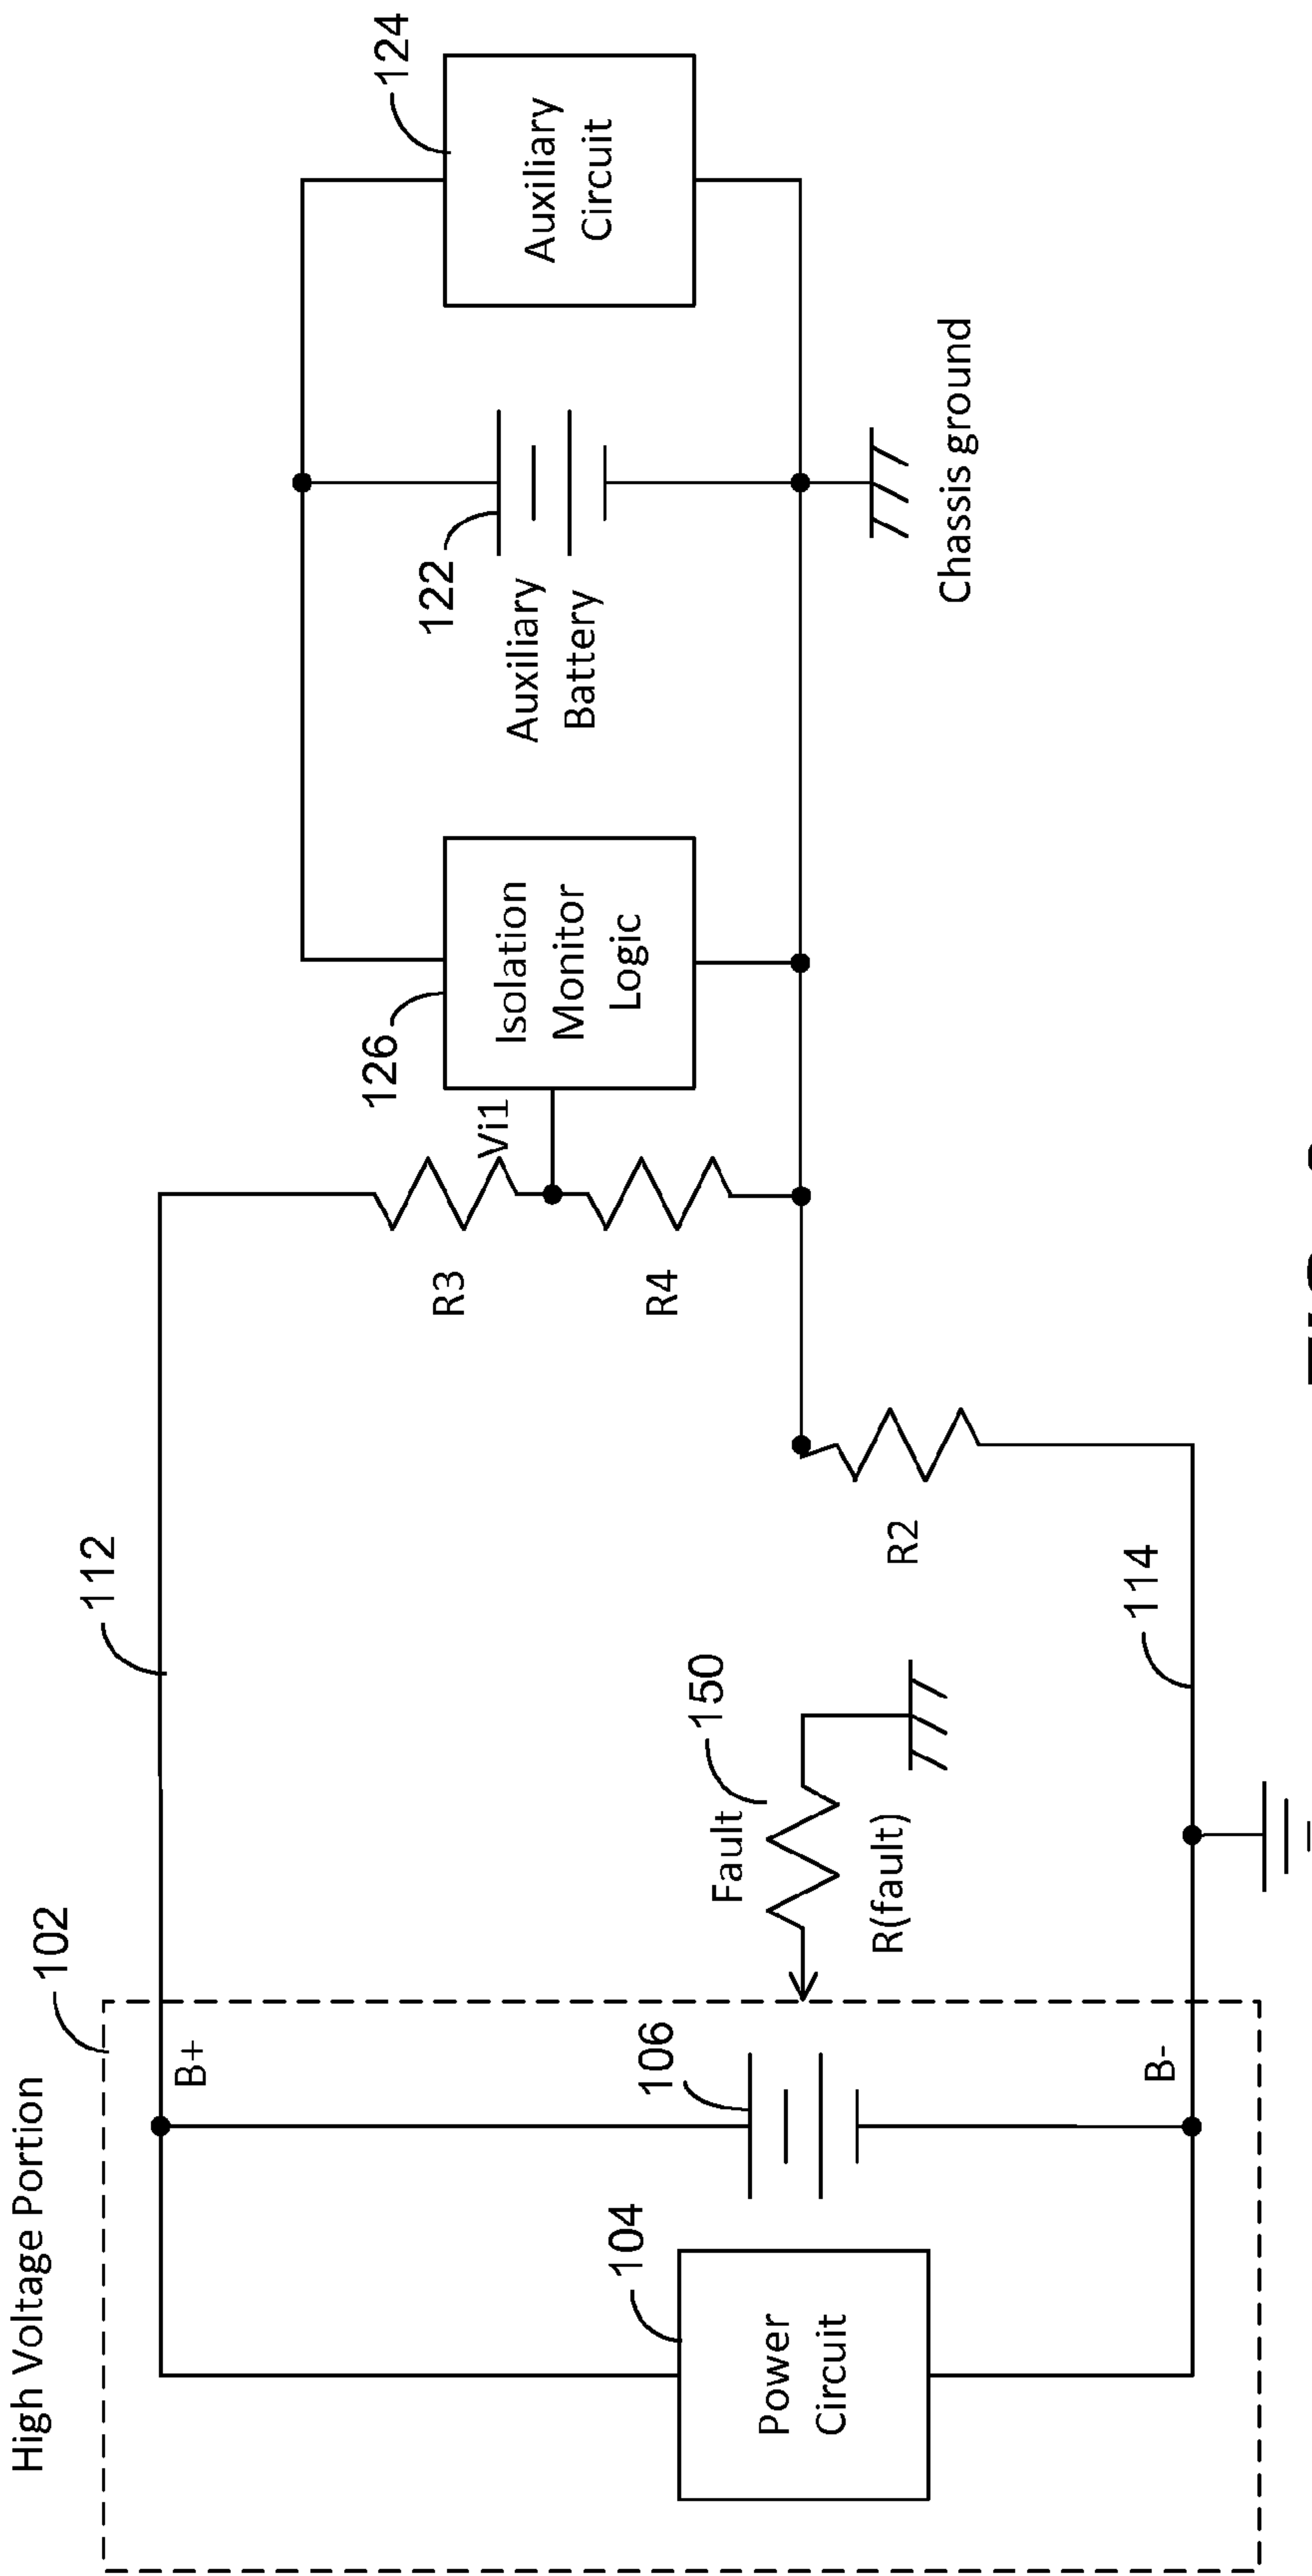 High Voltage Portion
102
B+
112
104
Power
Circuit
106
Fault
150
R(fault)
B-
114
R2
R3
R4
Vi1
126
Isolation
Monitor
Logic
122
Auxiliary
Battery
124
Auxiliary
Circuit
Chassis ground